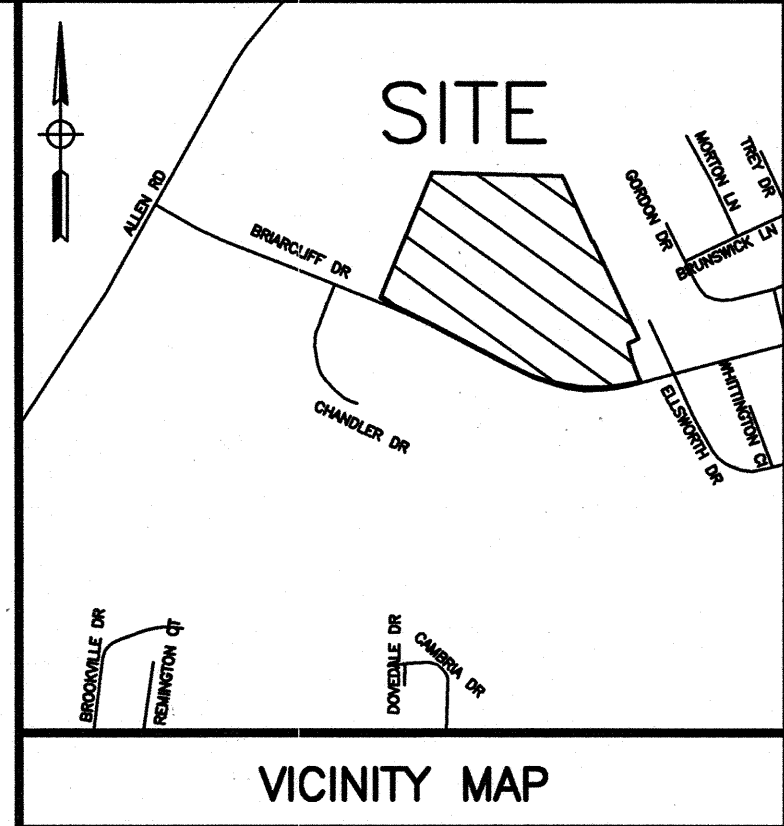 SITE
ALLEN RD
BRIARCLIFF DR
CHANDLER DR
GORDON DR
MORTON LN
TREY DR
BRUNSWICK LN
ELLSWORTH DR
WHITTINGTON
BROOKVILLE DR
REMINGTON CT
DOVEDALE DR
CAMBRIA DR
VICINITY MAP